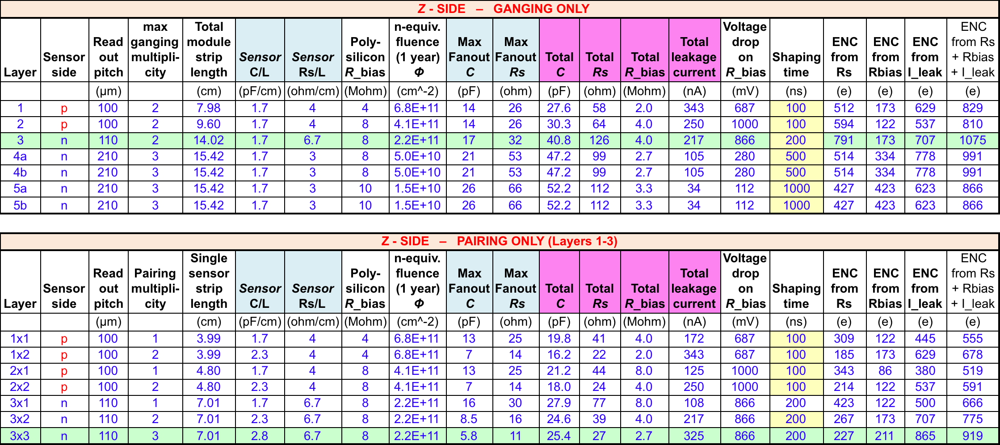 Z - SIDE – GANGING ONLY
Layer Sensor side Read out pitch max ganging multipli-city Total module strip length Sensor C/L Sensor Rs/L Poly-silicon R_bias n-equiv. fluence (1 year) Φ Max Fanout C Max Fanout Rs Total C Total Rs Total R_bias Total leakage current Voltage drop on R_bias Shaping time ENC from Rs ENC from Rbias ENC from I_leak ENC from Rs + Rbias + I_leak
(µm) (cm) (pF/cm) (ohm/cm) (Mohm) (cm^-2) (pF) (ohm) (pF) (ohm) (Mohm) (nA) (mV) (ns) (e) (e) (e) (e)
1 p 100 2 7.98 1.7 4 4 6.8E+11 14 26 27.6 58 2.0 343 687 100 512 173 629 829
2 p 100 2 9.60 1.7 4 8 4.1E+11 14 26 30.3 64 4.0 250 1000 100 594 122 537 810
3 n 110 2 14.02 1.7 6.7 8 2.2E+11 17 32 40.8 126 4.0 217 866 200 791 173 707 1075
4a n 210 3 15.42 1.7 3 8 5.0E+10 21 53 47.2 99 2.7 105 280 500 514 334 778 991
4b n 210 3 15.42 1.7 3 8 5.0E+10 21 53 47.2 99 2.7 105 280 500 514 334 778 991
5a n 210 3 15.42 1.7 3 10 1.5E+10 26 66 52.2 112 3.3 34 112 1000 427 423 623 866
5b n 210 3 15.42 1.7 3 10 1.5E+10 26 66 52.2 112 3.3 34 112 1000 427 423 623 866
Z - SIDE – PAIRING ONLY (Layers 1-3)
Layer Sensor side Read out pitch Pairing multipli-city Single sensor strip length Sensor C/L Sensor Rs/L Poly-silicon R_bias n-equiv. fluence (1 year) Φ Max Fanout C Max Fanout Rs Total C Total Rs Total R_bias Total leakage current Voltage drop on R_bias Shaping time ENC from Rs ENC from Rbias ENC from I_leak ENC from Rs + Rbias + I_leak
(µm) (cm) (pF/cm) (ohm/cm) (Mohm) (cm^-2) (pF) (ohm) (pF) (ohm) (Mohm) (nA) (mV) (ns) (e) (e) (e) (e)
1x1 p 100 1 3.99 1.7 4 4 6.8E+11 13 25 19.8 41 4.0 172 687 100 309 122 445 555
1x2 p 100 2 3.99 2.3 4 4 6.8E+11 7 14 16.2 22 2.0 343 687 100 185 173 629 678
2x1 p 100 1 4.80 1.7 4 8 4.1E+11 13 25 21.2 44 8.0 125 1000 100 343 86 380 519
2x2 p 100 2 4.80 2.3 4 8 4.1E+11 7 14 18.0 24 4.0 250 1000 100 214 122 537 591
3x1 n 110 1 7.01 1.7 6.7 8 2.2E+11 16 30 27.9 77 8.0 108 866 200 423 122 500 666
3x2 n 110 2 7.01 2.3 6.7 8 2.2E+11 8.5 16 24.6 39 4.0 217 866 200 267 173 707 775
3x3 n 110 3 7.01 2.8 6.7 8 2.2E+11 5.8 11 25.4 27 2.7 325 866 200 227 211 865 919